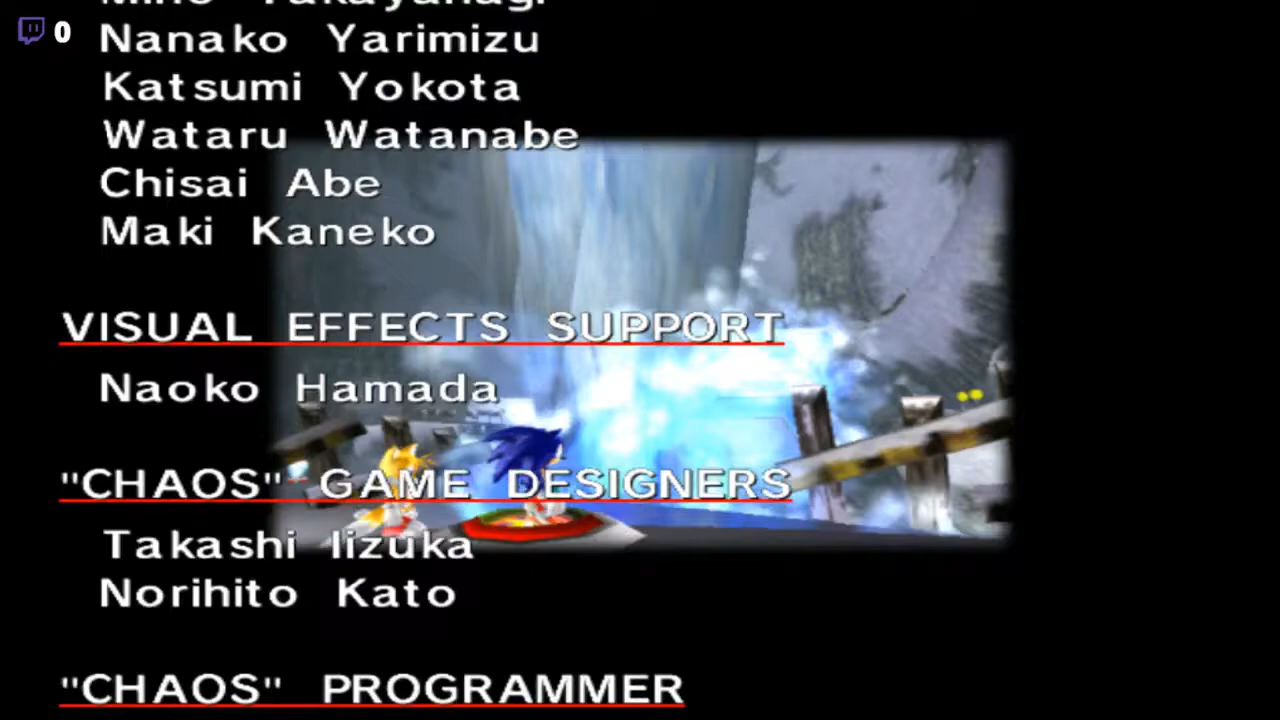 0
Takayanagi
Nanako Yarimizu
Katsumi Yokota
Wataru Watanabe
Chisai Abe
Maki Kaneko
VISUAL EFFECTS SUPPORT
Naoko Hamada
"CHAOS" GAME DESIGNERS
Takashi Iizuka
Norihito Kato
"CHAOS" PROGRAMMER